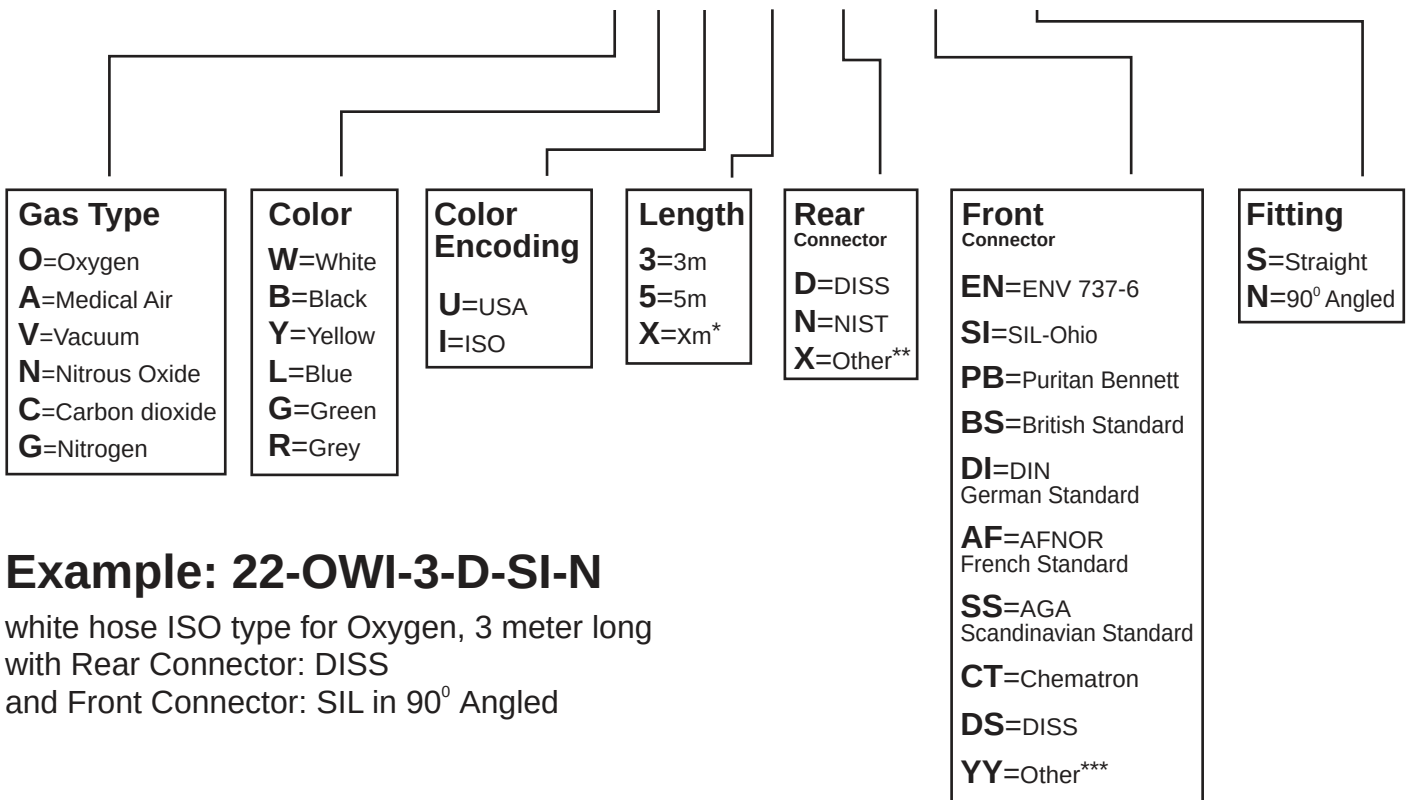 Gas Type
O=Oxygen
A=Medical Air
V=Vacuum
N=Nitrous Oxide
C=Carbon dioxide
G=Nitrogen
Color
W=White
B=Black
Y=Yellow
L=Blue
G=Green
R=Grey
Color
Encoding
U=USA
I=ISO
Length
3=3m
5=5m
X=Xm*
Rear
Connector
D=DISS
N=NIST
X=Other**
Front
Connector
EN=ENV 737-6
SI=SIL-Ohio
PB=Puritan Bennett
BS=British Standard
DI=DIN
German Standard
AF=AFNOR
French Standard
SS=AGA
Scandinavian Standard
CT=Chematron
DS=DISS
YY=Other***
Fitting
S=Straight
N=90⁰ Angled
Example: 22-OWI-3-D-SI-N
white hose ISO type for Oxygen, 3 meter long
with Rear Connector: DISS
and Front Connector: SIL in 90⁰ Angled